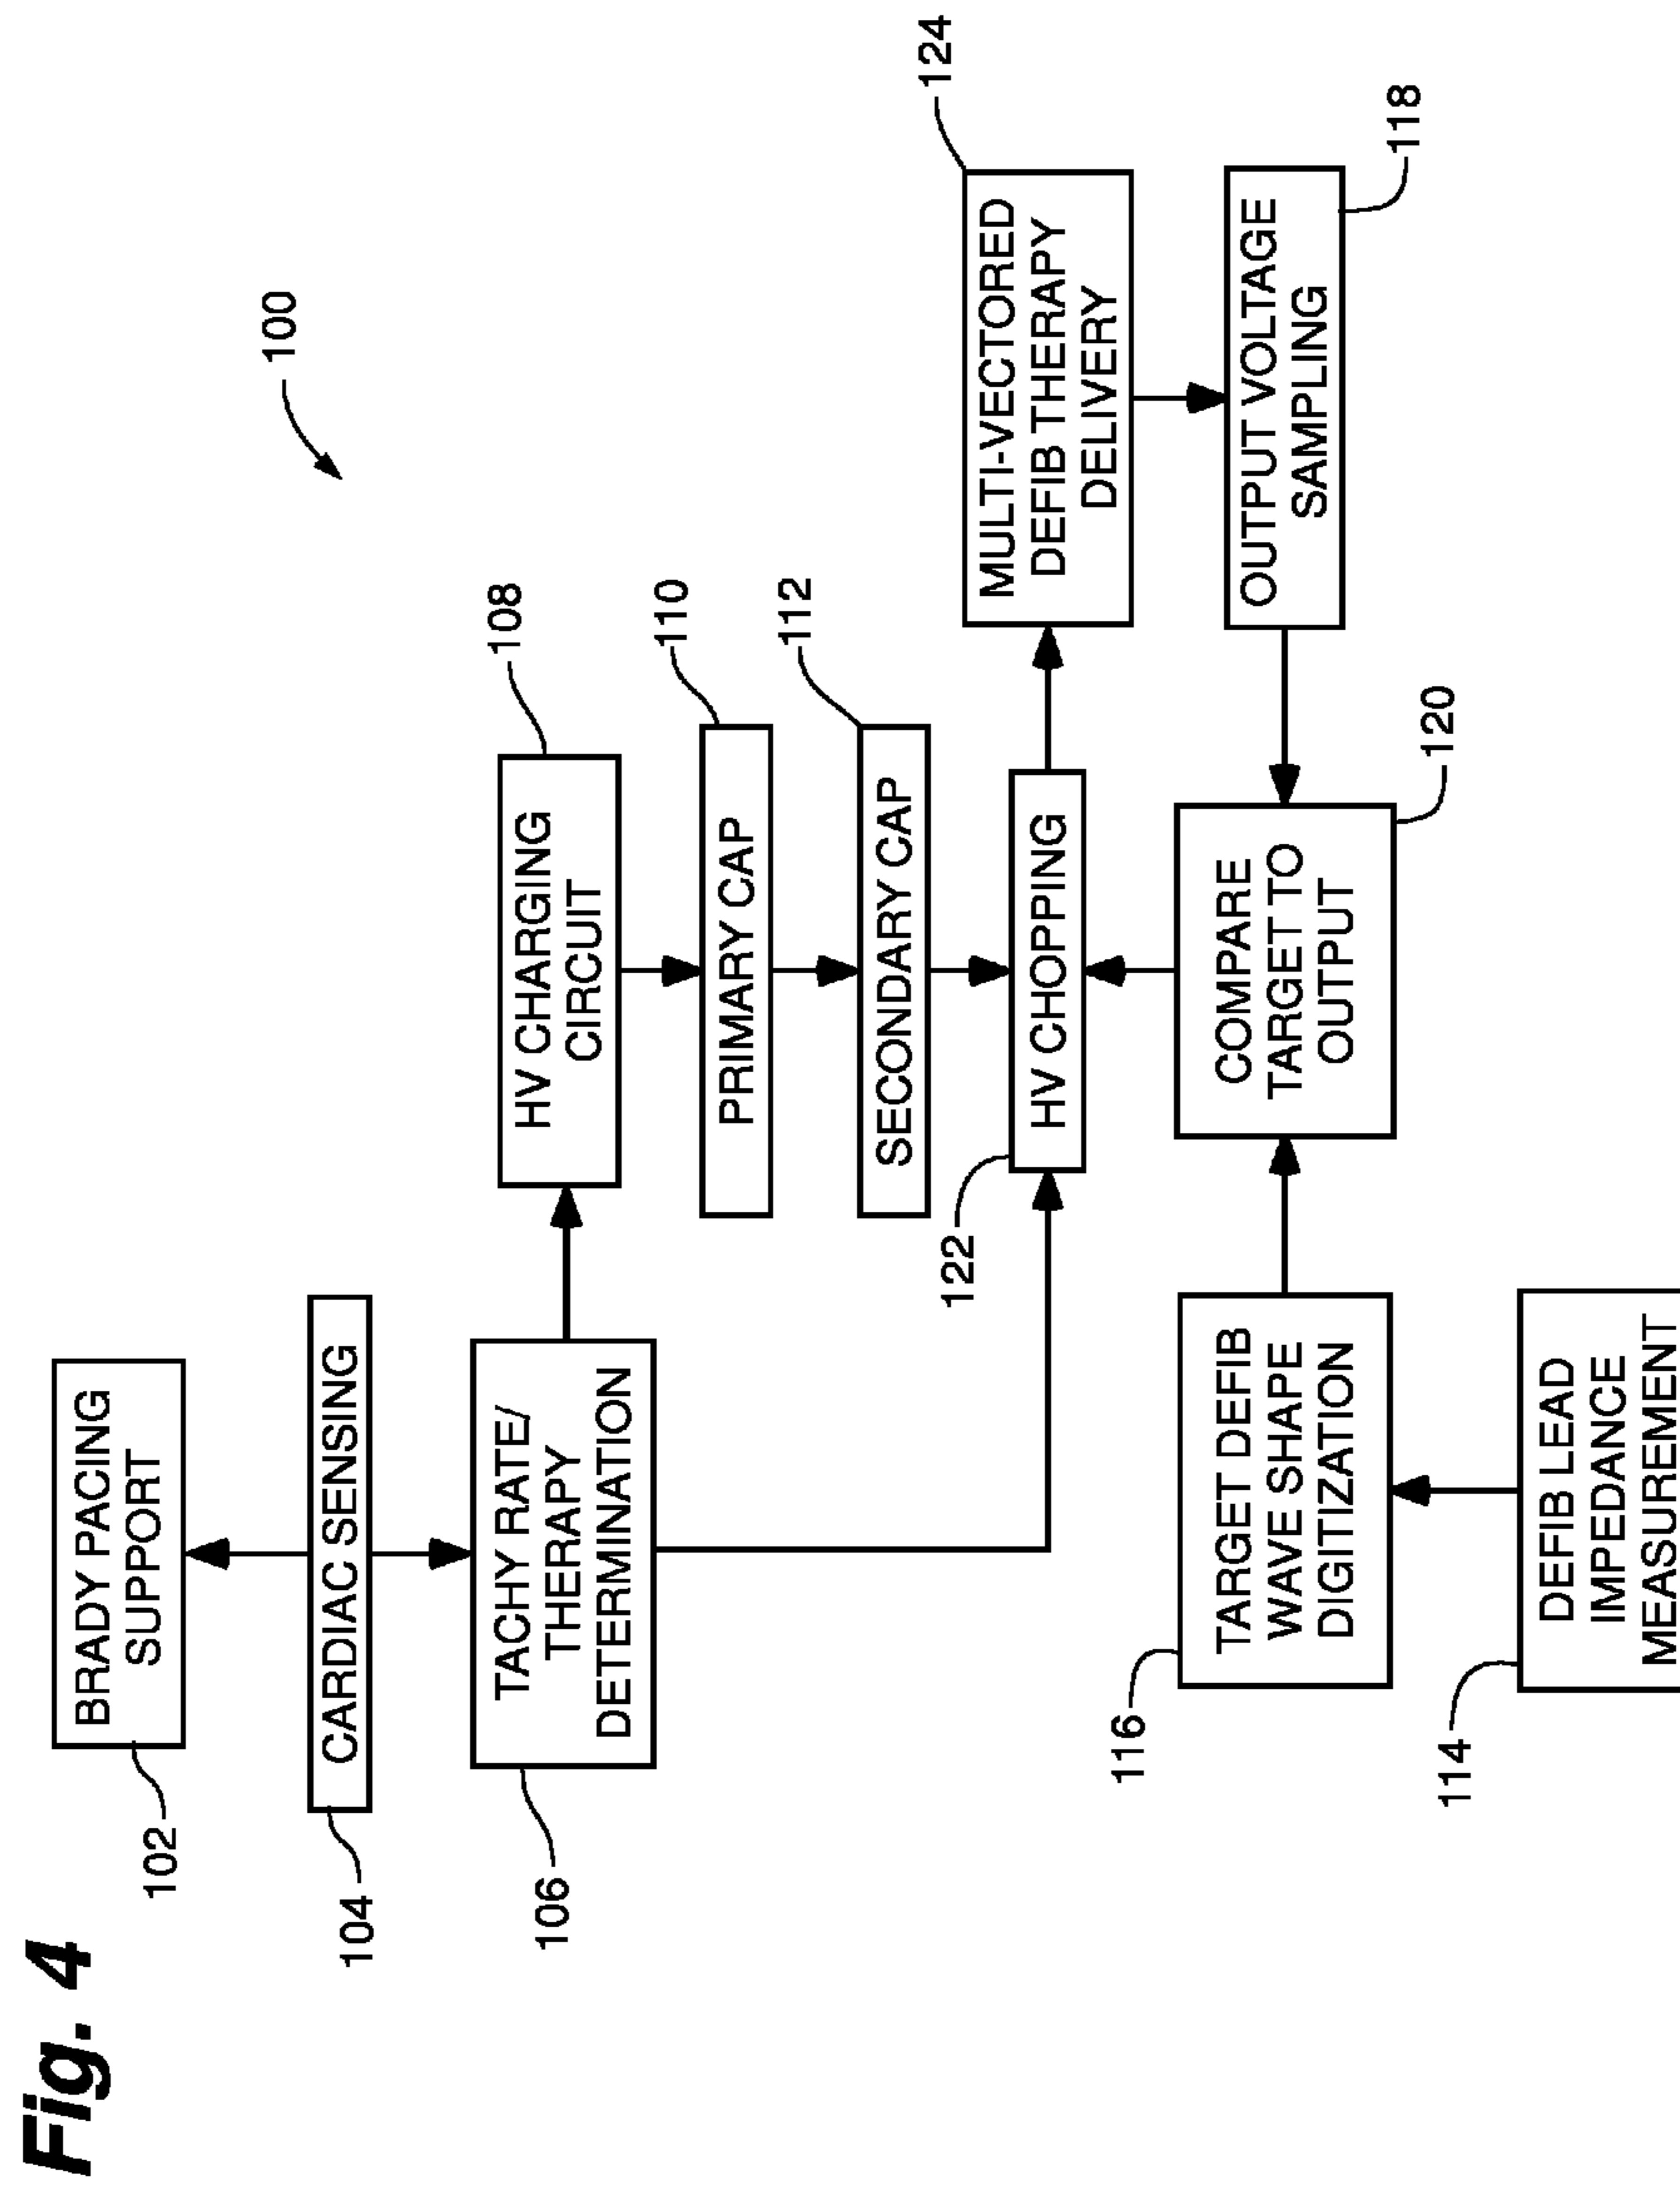 Fig. 4
100
102
BRADY PACING
SUPPORT
104
CARDIAC SENSING
106
TACHY RATE/
THERAPY
DETERMINATION
108
HV CHARGING
CIRCUIT
110
PRIMARY CAP
112
SECONDARY CAP
122
HV CHOPPING
124
MULTI-VECTORED
DEFIB THERAPY
DELIVERY
116
TARGET DEFIB
WAVE SHAPE
DIGITIZATION
120
COMPARE
TARGET TO
OUTPUT
118
OUTPUT VOLTAGE
SAMPLING
114
DEFIB LEAD
IMPEDANCE
MEASUREMENT